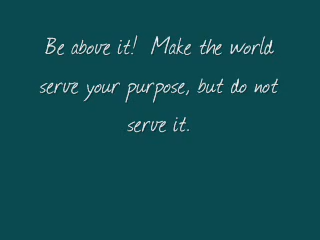 Be above it!  Make the world
serve your purpose, but do not
serve it.